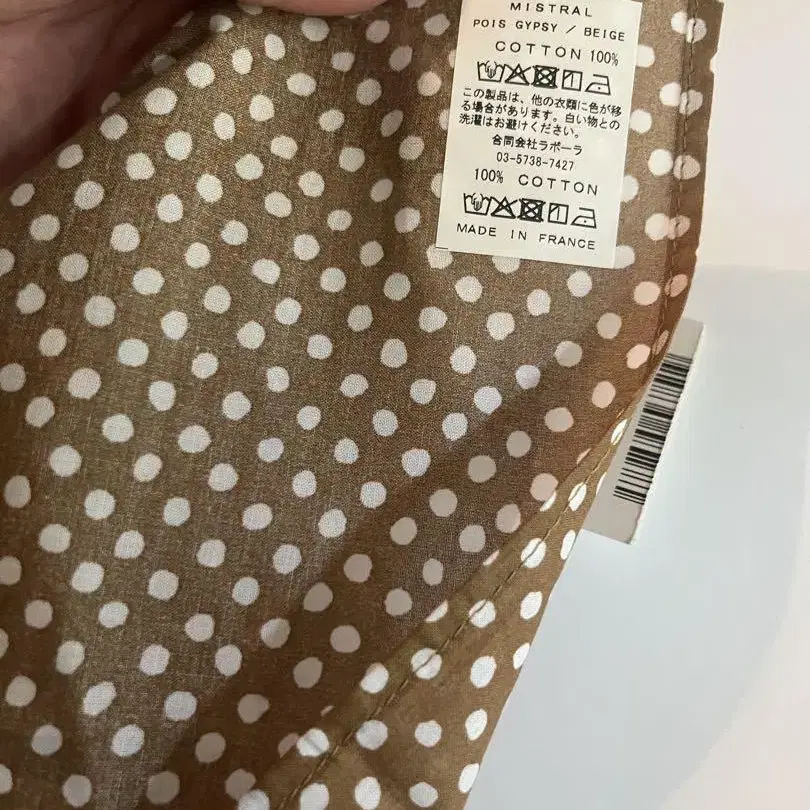 MISTRAL
POIS GYPSY / BEIGE
COTTON 100%
この製品は、他の衣類に色が移
る場合があります。白い物との
洗濯はお避けください。
合同会社ラポーラ
03-5738-7427
100% COTTON
MADE IN FRANCE